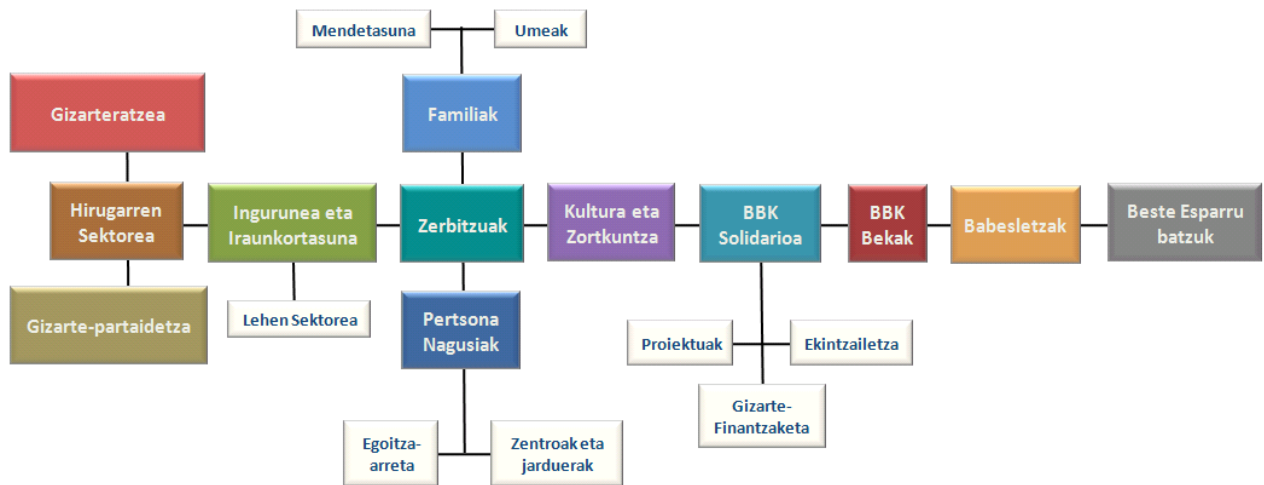 Mendetasuna
Umeak
Gizarteratzea
Familiak
Hirugarren
Sektorea
Ingurunea eta
Iraunkortasuna
Zerbitzuak
Kultura eta
Zortkuntza
BBK
Solidarioa
BBK
Bekak
Babesletzak
Beste Esparru
batzuk
Gizarte-partaidetza
Lehen Sektorea
Pertsona
Nagusiak
Proiektuak
Ekintzailetza
Gizarte-
Finantzaketa
Egoitza-
arreta
Zentroak eta
jarduerak